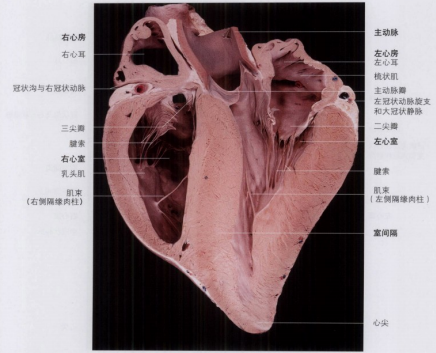 右心房
右心耳
冠状沟与右冠状动脉
三尖瓣
腱索
右心室
乳头肌
肌束
(右侧隔缘肉柱)
主动脉
左心房
左心耳
梳状肌
主动脉瓣
左冠状动脉旋支
和大冠状静脉
二尖瓣
左心室
腱索
肌束
(左侧隔缘肉柱)
室间隔
心尖